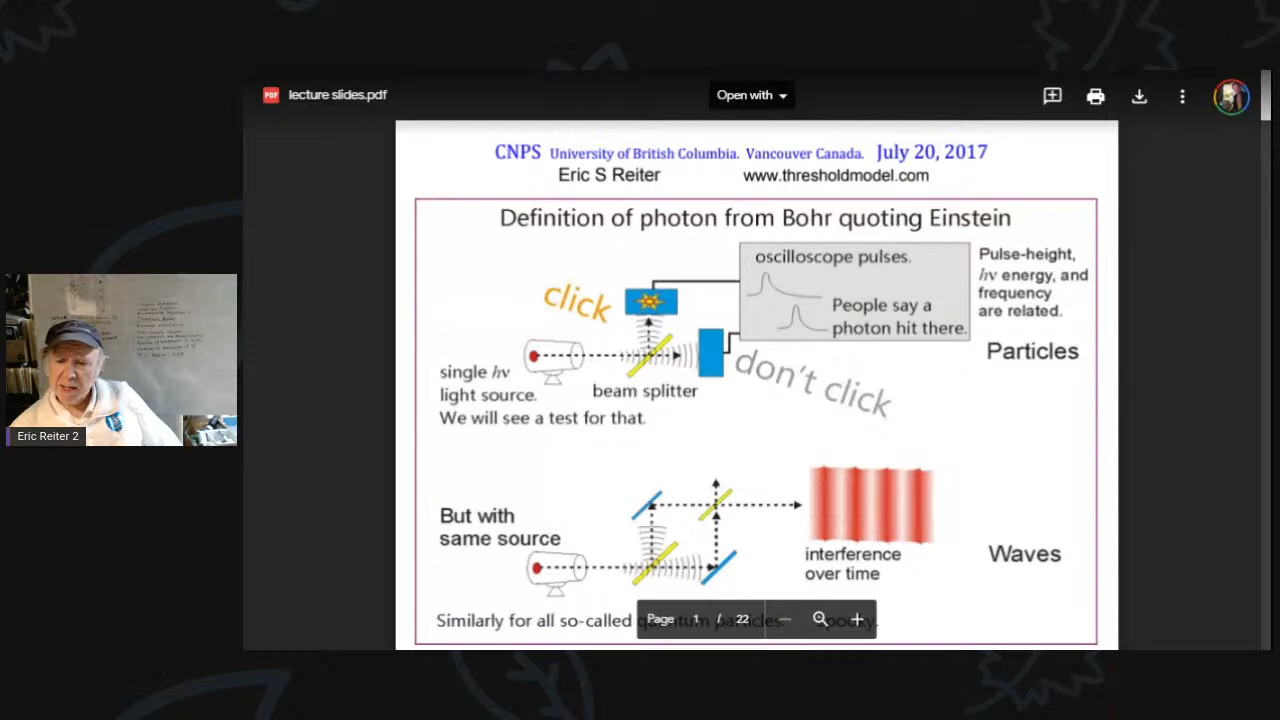 lecture slides.pdf
Open with
CNPS University of British Columbia. Vancouver Canada. July 20, 2017
Eric S Reiter www.thresholdmodel.com
Definition of photon from Bohr quoting Einstein
click
oscilloscope pulses.
People say a
photon hit there.
Pulse-height,
hν energy, and
frequency
are related.
Particles
single hν
light source.
We will see a test for that.
beam splitter
don't click
But with
same source
interference
over time
Waves
Similarly for all so-called quantum particles. spooky.
Page 1 / 22
Eric Reiter 2